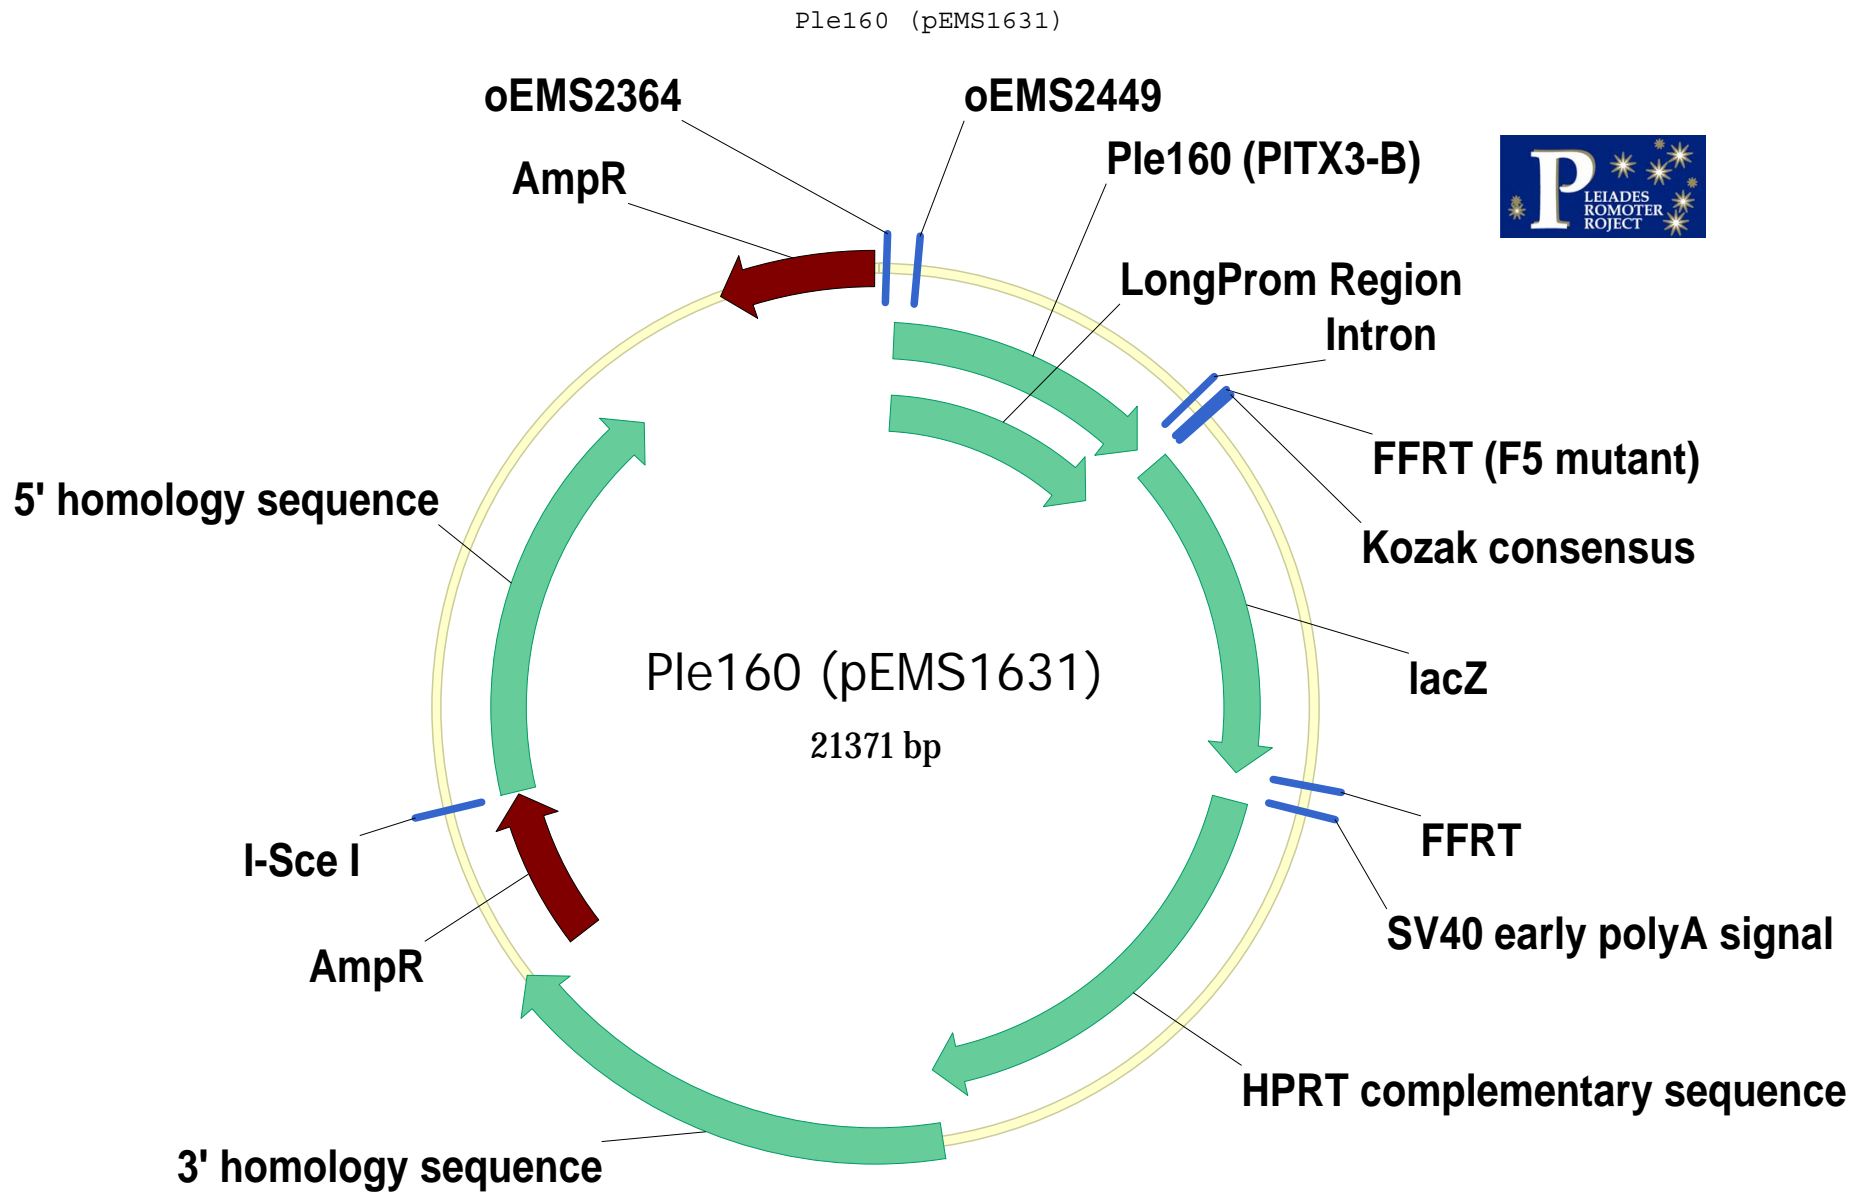 Ple160 (pEMS1631)
oEMS2364
oEMS2449
AmpR
Ple160 (PITX3-B)
P
LEIADES
ROMOTER
ROJECT
LongProm Region
Intron
FFRT (F5 mutant)
5' homology sequence
Kozak consensus
Ple160 (pEMS1631)
lacZ
21371 bp
I-Sce I
FFRT
AmpR
SV40 early polyA signal
HPRT complementary sequence
3' homology sequence